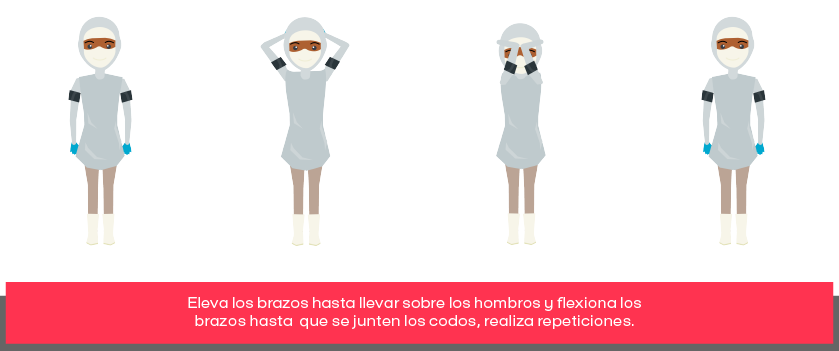 Eleva los brazos hasta llevar sobre los hombros y flexiona los
brazos hasta que se junten los codos, realiza repeticiones.